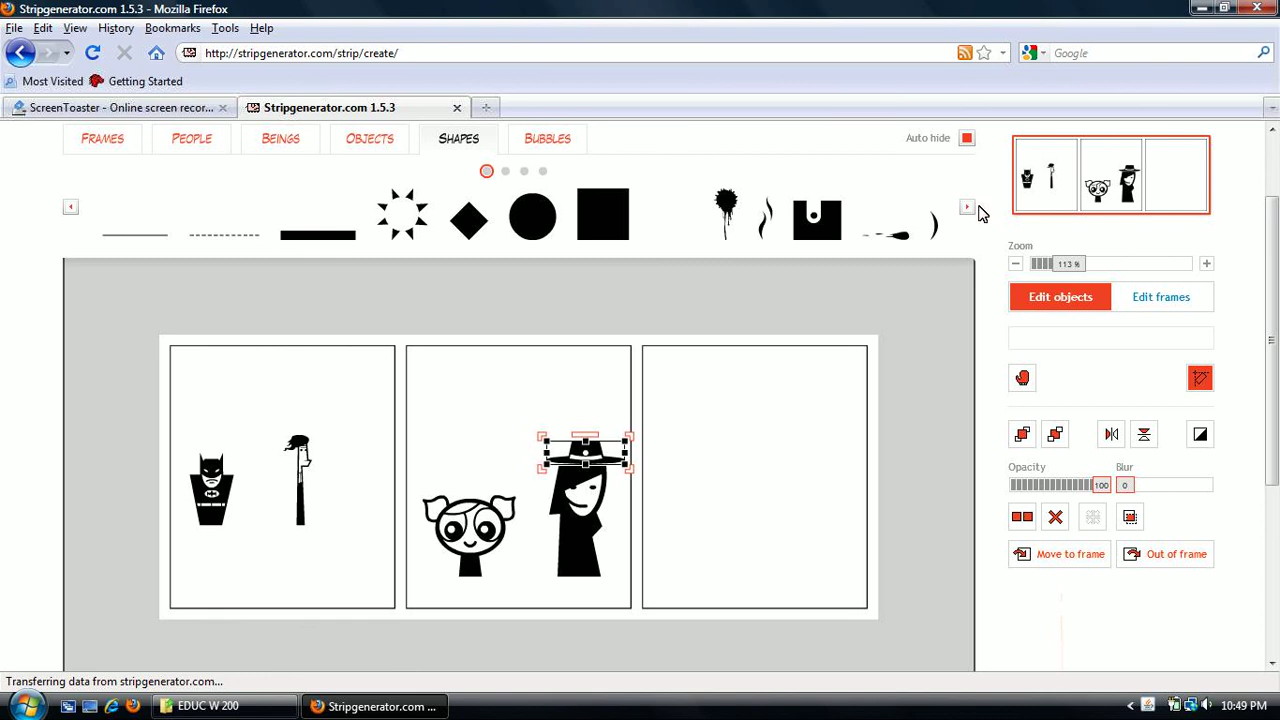 Stripgenerator.com 1.5.3 - Mozilla Firefox
File Edit View History Bookmarks Tools Help
http://stripgenerator.com/strip/create/
Google
Most Visited Getting Started
ScreenToaster - Online screen recor... Stripgenerator.com 1.5.3
FRAMES PEOPLE BEINGS OBJECTS SHAPES BUBBLES
Auto hide
Zoom
113 %
Edit objects Edit frames
Opacity Blur
100 0
Move to frame Out of frame
Transferring data from stripgenerator.com...
EDUC W 200 Firefox - Stripgenerator.com ...
10:49 PM